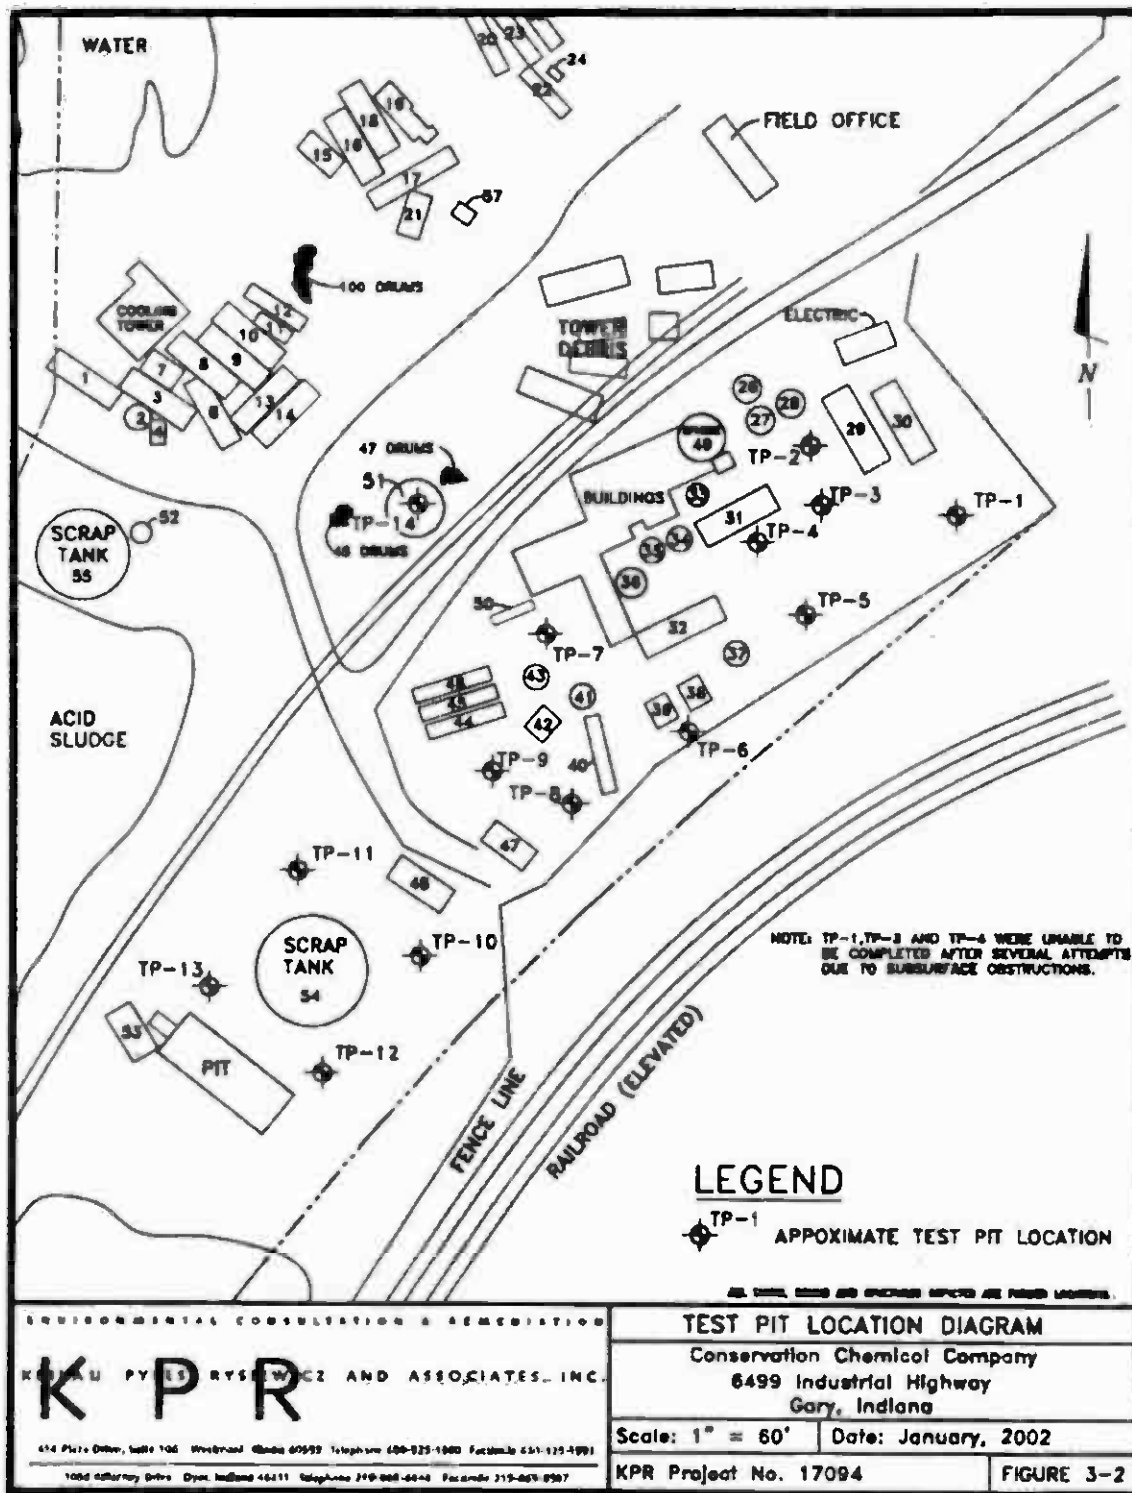 WATER
20
23
24
22
19
18
16
15
17
21
57
FIELD OFFICE
100 DRUMS
COOLING
TOWER
12
11
10
9
8
7
1
3
2
4
6
13
14
TOWER
DEBRIS
ELECTRIC
N
26
28
27
29
30
49
TP-2
47 DRUMS
51
TP-14
BUILDINGS
33
31
TP-3
TP-1
TP-4
34
35
36
52
SCRAP
TANK
55
48 DRUMS
50
TP-7
32
TP-5
37
43
41
45
44
42
38
39
TP-6
ACID
SLUDGE
TP-9
40
TP-8
47
TP-11
46
TP-10
SCRAP
TANK
54
TP-13
53
PIT
TP-12
NOTE: TP-1, TP-3 AND TP-4 WERE UNABLE TO
BE COMPLETED AFTER SEVERAL ATTEMPTS
DUE TO SUBSURFACE OBSTRUCTIONS.
FENCE LINE
RAILROAD (ELEVATED)
LEGEND
TP-1
APPOXIMATE TEST PIT LOCATION
ENVIRONMENTAL CONSULTATION & REMEDIATION
KPR
AND ASSOCIATES, INC.
TEST PIT LOCATION DIAGRAM
Conservation Chemical Company
6499 Industrial Highway
Gary, Indiana
Scale: 1" = 60'
Date: January, 2002
KPR Project No. 17094
FIGURE 3-2